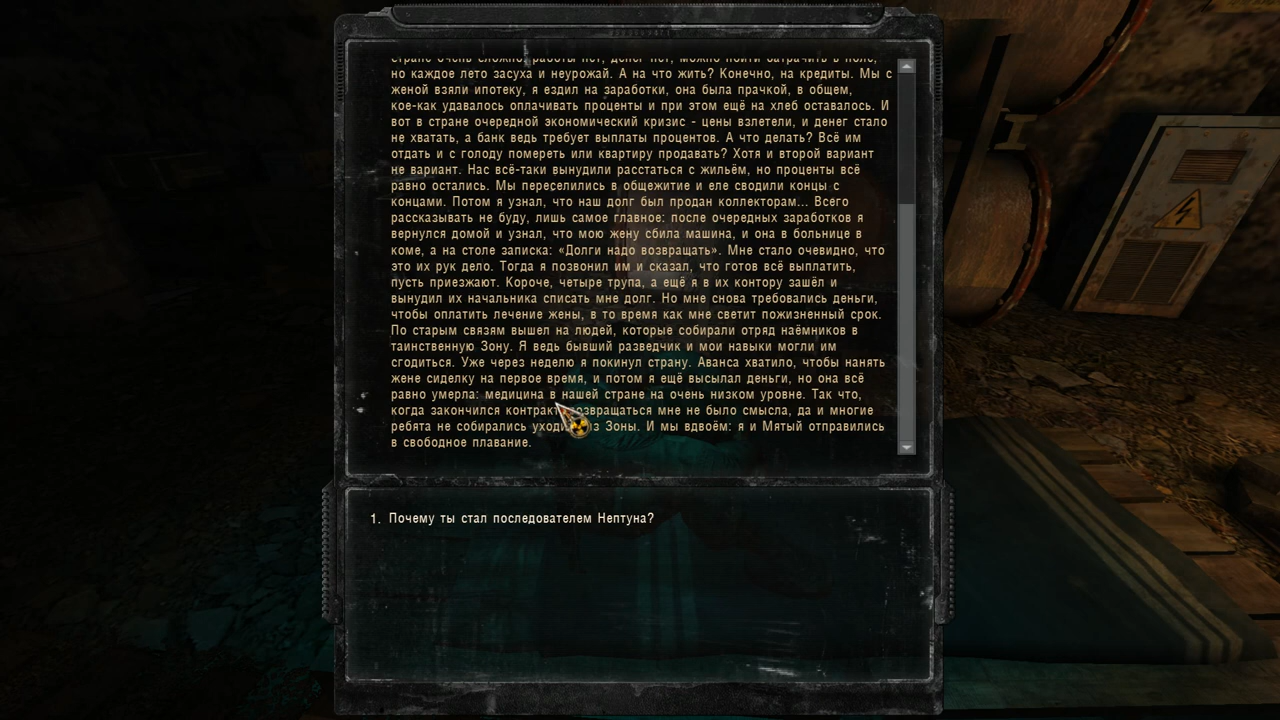 стране очень сложно, работы нет, денег нет, можно пойти батрачить в поле,
но каждое лето засуха и неурожай. А на что жить? Конечно, на кредиты. Мы с
женой взяли ипотеку, я ездил на заработки, она была прачкой, в общем,
кое-как удавалось оплачивать проценты и при этом ещё на хлеб оставалось. И
вот в стране очередной экономический кризис - цены взлетели, и денег стало
не хватать, а банк ведь требует выплаты процентов. А что делать? Всё им
отдать и с голоду помереть или квартиру продавать? Хотя и второй вариант
не вариант. Нас всё-таки вынудили расстаться с жильём, но проценты всё
равно остались. Мы переселились в общежитие и еле сводили концы с
концами. Потом я узнал, что наш долг был продан коллекторам... Всего
рассказывать не буду, лишь самое главное: после очередных заработков я
вернулся домой и узнал, что мою жену сбила машина, и она в больнице в
коме, а на столе записка: «Долги надо возвращать». Мне стало очевидно, что
это их рук дело. Тогда я позвонил им и сказал, что готов всё выплатить,
пусть приезжают. Короче, четыре трупа, а ещё я в их контору зашёл и
вынудил их начальника списать мне долг. Но мне снова требовались деньги,
чтобы оплатить лечение жены, в то время как мне светит пожизненный срок.
По старым связям вышел на людей, которые собирали отряд наёмников в
таинственную Зону. Я ведь бывший разведчик и мои навыки могли им
сгодиться. Уже через неделю я покинул страну. Аванса хватило, чтобы нанять
жене сиделку на первое время, и потом я ещё высылал деньги, но она всё
равно умерла: медицина в нашей стране на очень низком уровне. Так что,
когда закончился контракт возвращаться мне не было смысла, да и многие
ребята не собирались уходить из Зоны. И мы вдвоём: я и Мятый отправились
в свободное плавание.
1. Почему ты стал последователем Нептуна?